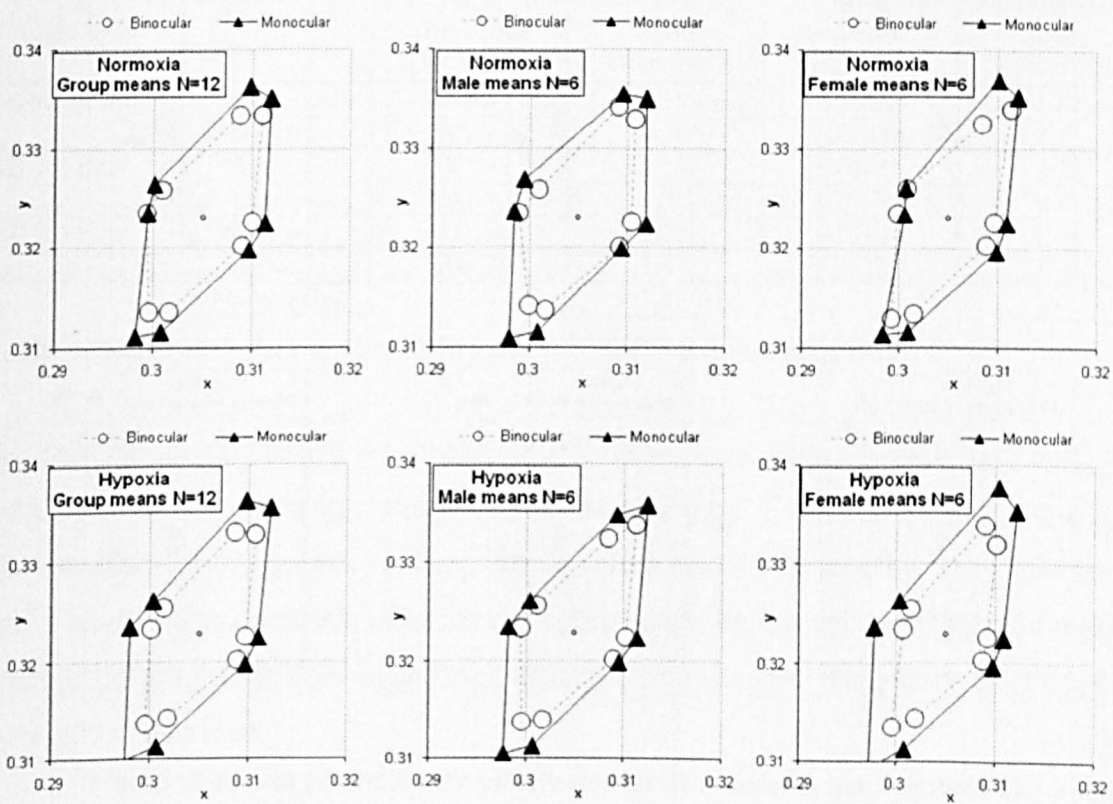 Binocular Monocular
Binocular Monocular
Binocular Monocular
Normoxia
Group means N=12
0.34
0.33
y
0.32
0.31
0.29
0.3
0.31
0.32
x
Normoxia
Male means N=6
0.34
0.33
y
0.32
0.31
0.29
0.3
0.31
0.32
x
Normoxia
Female means N=6
0.34
0.33
y
0.32
0.31
0.29
0.3
0.31
0.32
x
Binocular Monocular
Binocular Monocular
Binocular Monocular
Hypoxia
Group means N=12
0.34
0.33
y
0.32
0.31
0.29
0.3
0.31
0.32
x
Hypoxia
Male means N=6
0.34
0.33
y
0.32
0.31
0.29
0.3
0.31
0.32
x
Hypoxia
Female means N=6
0.34
0.33
y
0.32
0.31
0.29
0.3
0.31
0.32
x